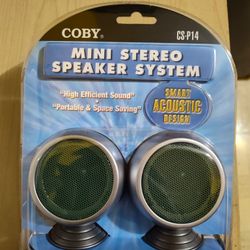 COBY
CS-P14
MINI STEREO
SPEAKER SYSTEM
"High Efficient Sound"
• Portable & Space Saving"
SMART
ACOUSTIC
DESIGN